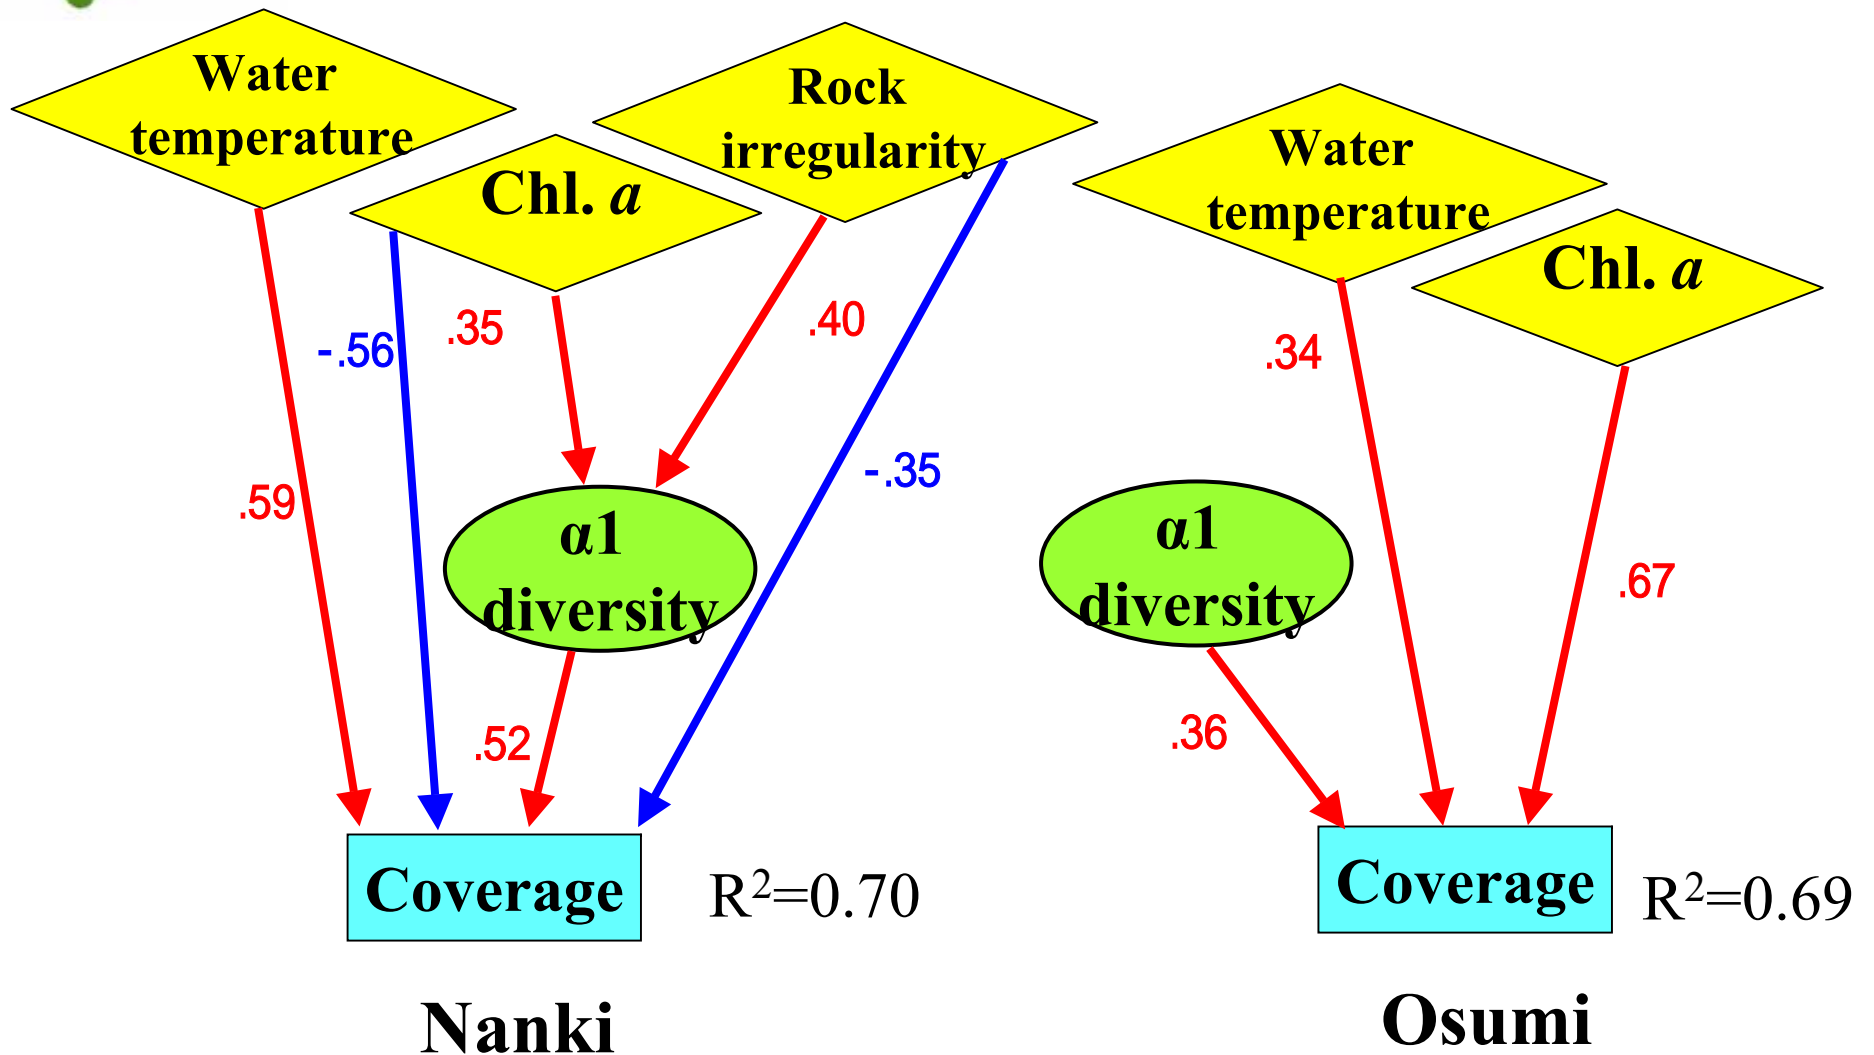 Water
temperature
Chl. a
Rock
irregularity
-.56
.35
.40
-.35
.59
α1
diversity
.52
Coverage
R²=0.70
Nanki
Water
temperature
Chl. a
.34
.67
α1
diversity
.36
Coverage
R²=0.69
Osumi